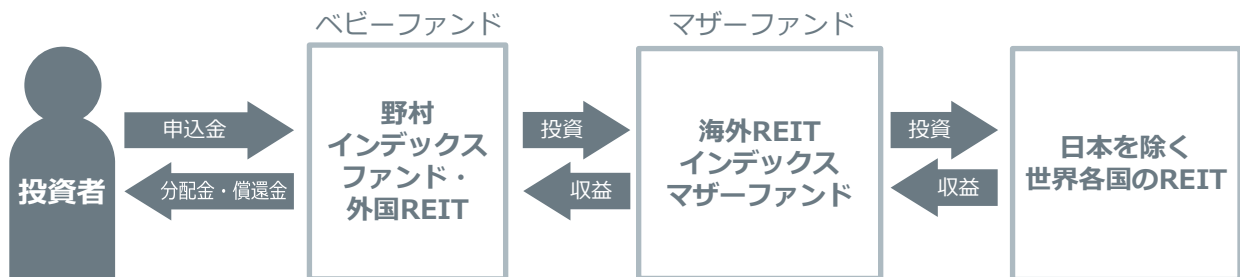 ベビーファンド
マザーファンド
投資者
申込金
分配金・償還金
野村
インデックス
ファンド・
外国REIT
投資
収益
海外REIT
インデックス
マザーファンド
投資
収益
日本を除く
世界各国のREIT